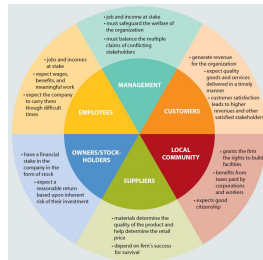 • job and income at stake
• must safeguard the welfare of
the organization
• must balance the multiple
claims of conflicting
stakeholders
MANAGEMENT
• generate revenue
for the organization
• expect quality
goods and services
delivered in a timely
manner
• customer satisfaction
leads to higher
revenues and other
satisfied stakeholders
CUSTOMERS
• grants the firm
the rights to build
facilities
• benefits from
taxes paid by
corporations
and workers
• expects good
citizenship
LOCAL
COMMUNITY
• materials determine the
quality of the product and
help determine the retail
price
• depend on firm's success
for survival
SUPPLIERS
• have a financial
stake in the
company in the
form of stock
• expect a
reasonable return
based upon inherent
risk of their investment
OWNERS/STOCK-
HOLDERS
• jobs and incomes
at stake
• expect wages,
benefits, and
meaningful work
• expect the company
to carry them
through difficult
times
EMPLOYEES